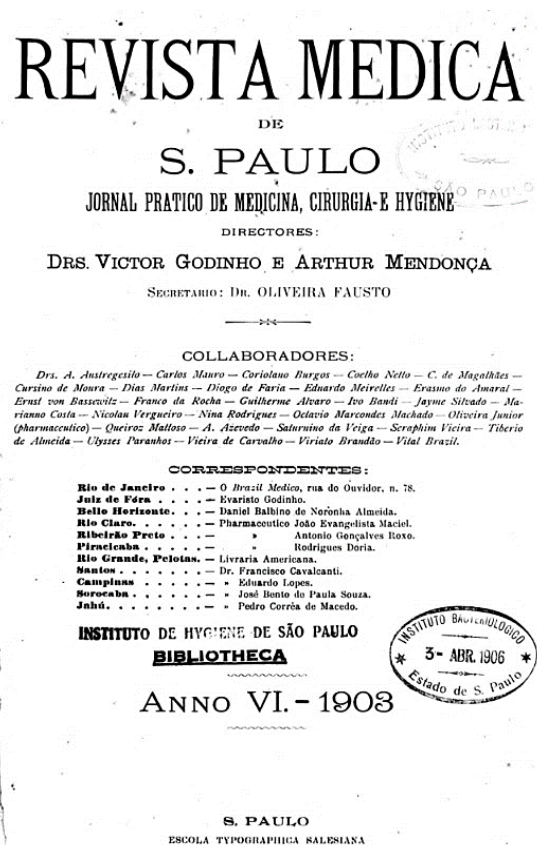 REVISTA MEDICA
DE
S. PAULO
JORNAL PRATICO DE MEDICINA, CIRURGIA E HYGIENE
DIRECTORES:
DRS. VICTOR GODINHO E ARTHUR MENDONÇA
SECRETARIO: DR. OLIVEIRA FAUSTO
COLLABORADORES:
Drs. A. Austregesilo — Carlos Mauro — Coriolano Burgos — Coelho Netto — C. de Magalhães —
Cursino de Moura — Dias Martins — Diogo de Faria — Eduardo Meirelles — Erasmo do Amaral —
Ernst von Bassewitz — Franco da Rocha — Guilherme Alvaro — Ivo Bandi — Jayme Silvado — Ma-
rianno Costa — Nicolau Vergueiro — Nina Rodrigues — Octavio Marcondes Machado — Oliveira Junior
(pharmaceutico) — Queiroz Mattoso — A. Azevedo — Saturnino da Veiga — Seraphim Vieira — Tiberio
de Almeida — Ulysses Paranhos — Vieira de Carvalho — Viriato Brandão — Vital Brazil.
CORRESPONDENTES:
Rio de Janeiro . . . — O Brazil Medico, rua do Ouvidor, n. 78.
Juiz de Fóra . . . . — Evaristo Godinho.
Bello Horizonte. . . — Daniel Balbino de Noronha Almeida.
Rio Claro. . . . . . — Pharmaceutico João Evangelista Maciel.
Ribeirão Preto . . . — » Antonio Gonçalves Roxo.
Piracicaba . . . . . — » Rodrigues Doria.
Rio Grande, Pelotas. — Livraria Americana.
Santos . . . . . . . — Dr. Francisco Cavalcanti.
Campinas . . . . . — » Eduardo Lopes.
Sorocaba. . . . . . — » José Bento de Paula Souza.
Jahú. . . . . . . . — » Pedro Corrêa de Macedo.
INSTITUTO DE HYGIENE DE SÃO PAULO
BIBLIOTHECA
INSTITUTO BACTERIOLOGICO
3- ABR. 1906
Estado de S. Paulo
ANNO VI. - 1903
S. PAULO
ESCOLA TYPOGRAPHICA SALESIANA